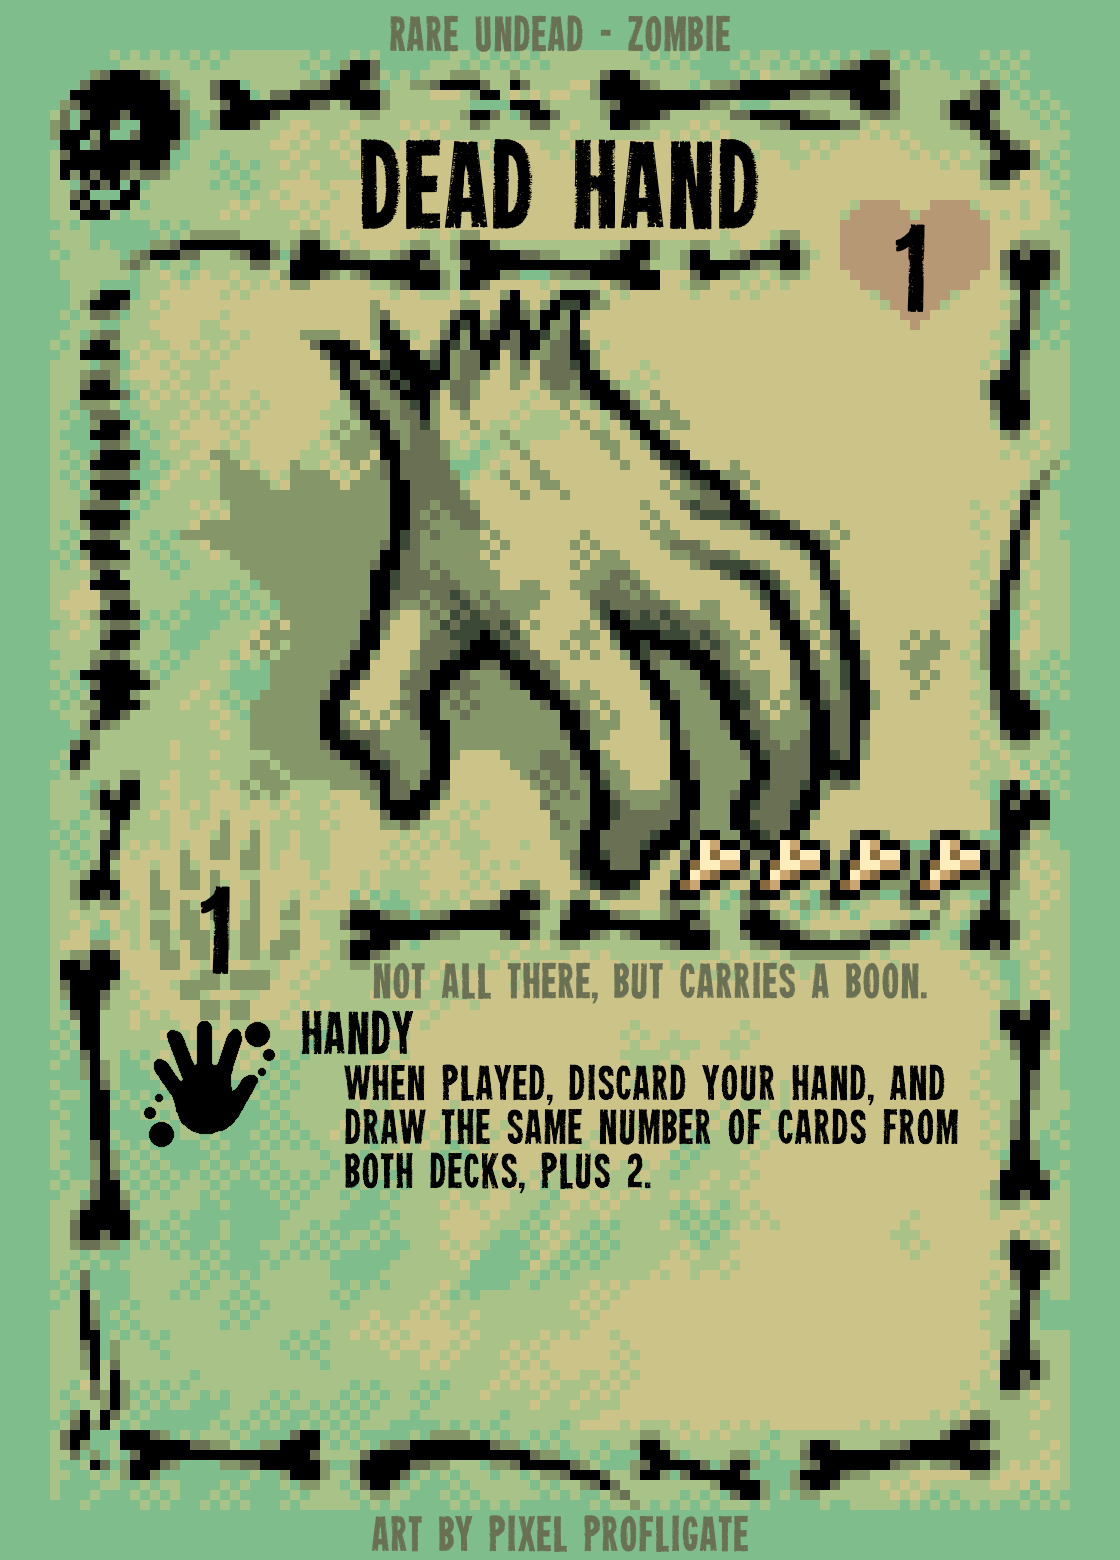 RARE UNDEAD - ZOMBIE
DEAD HAND
1
1
NOT ALL THERE, BUT CARRIES A BOON.
HANDY
WHEN PLAYED, DISCARD YOUR HAND, AND
DRAW THE SAME NUMBER OF CARDS FROM
BOTH DECKS, PLUS 2.
ART BY PIXEL PROFLIGATE